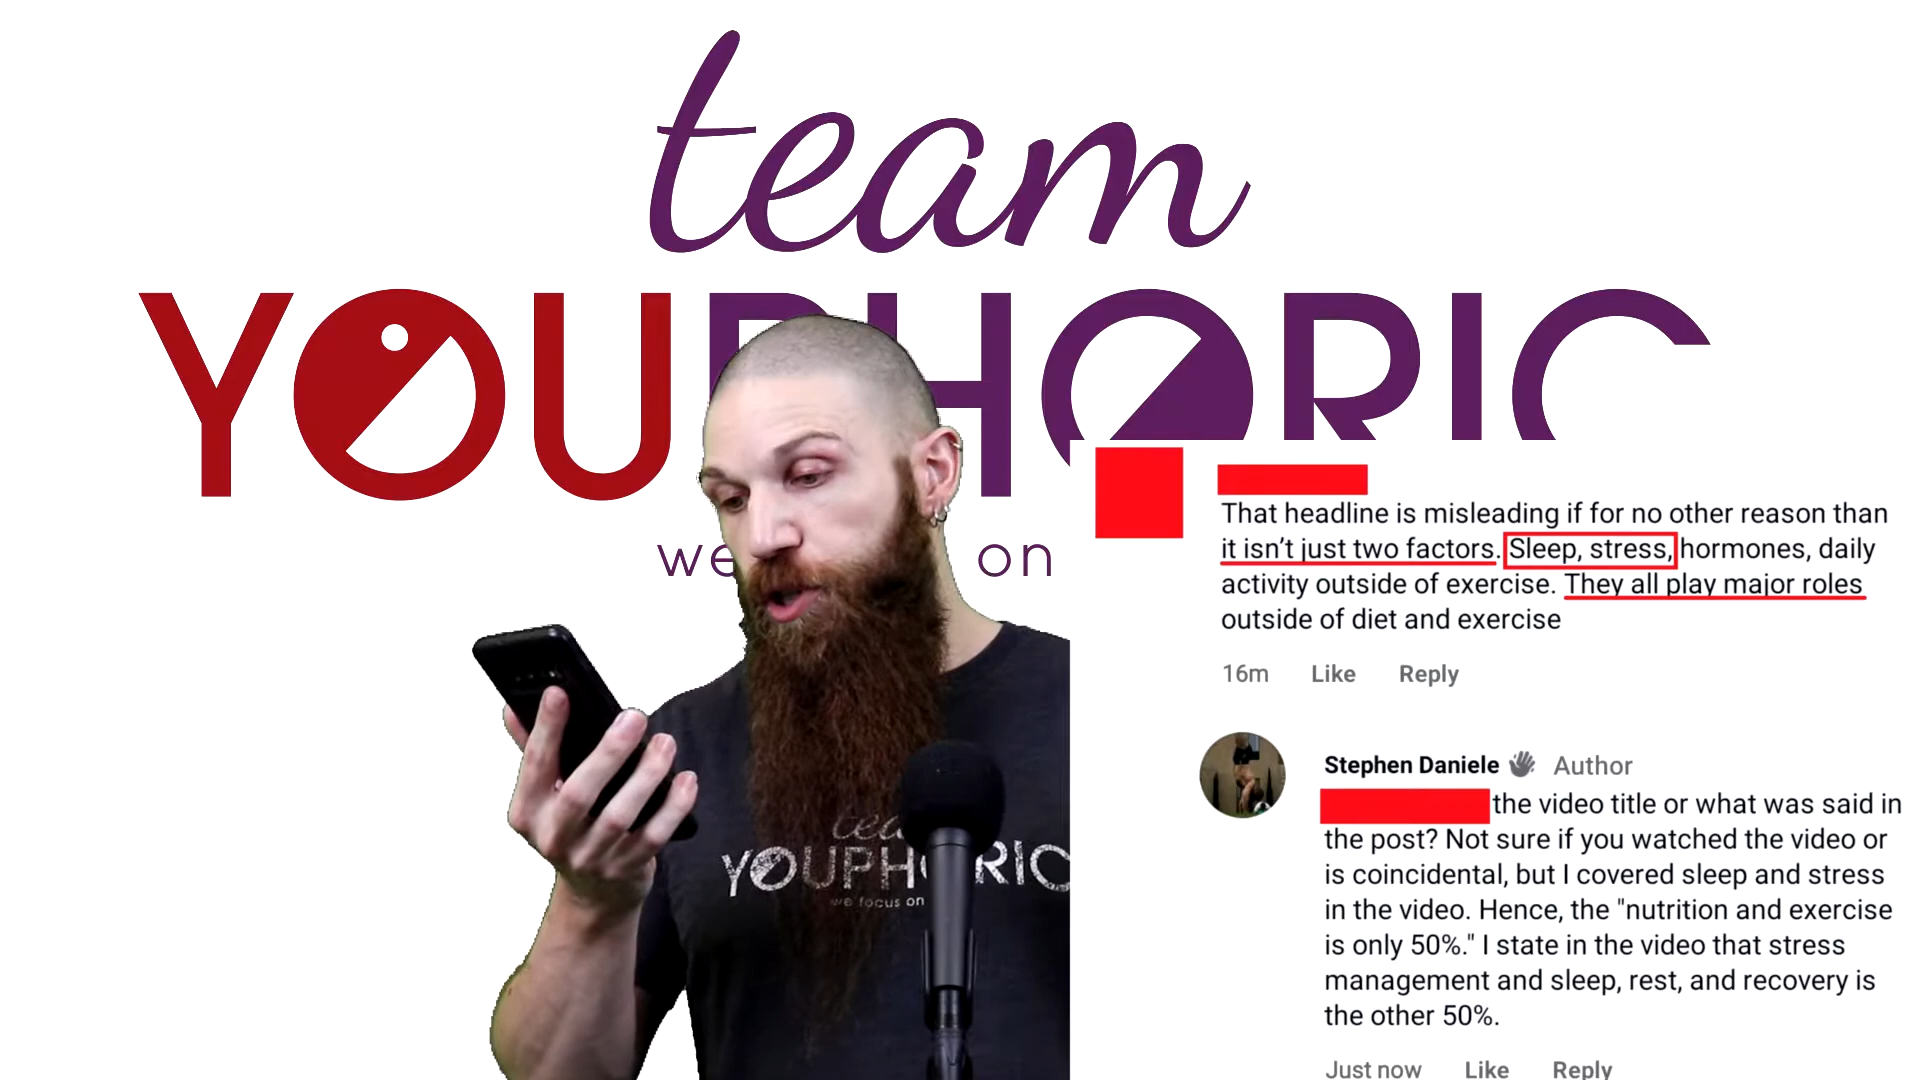 team
YOUPHORIC
we on
That headline is misleading if for no other reason than
it isn't just two factors. Sleep, stress, hormones, daily
activity outside of exercise. They all play major roles
outside of diet and exercise
16m Like Reply
Stephen Daniele Author
the video title or what was said in
the post? Not sure if you watched the video or
is coincidental, but I covered sleep and stress
in the video. Hence, the "nutrition and exercise
is only 50%." I state in the video that stress
management and sleep, rest, and recovery is
the other 50%.
Just now Like Reply
tea
YOUPHORIC
we focus on